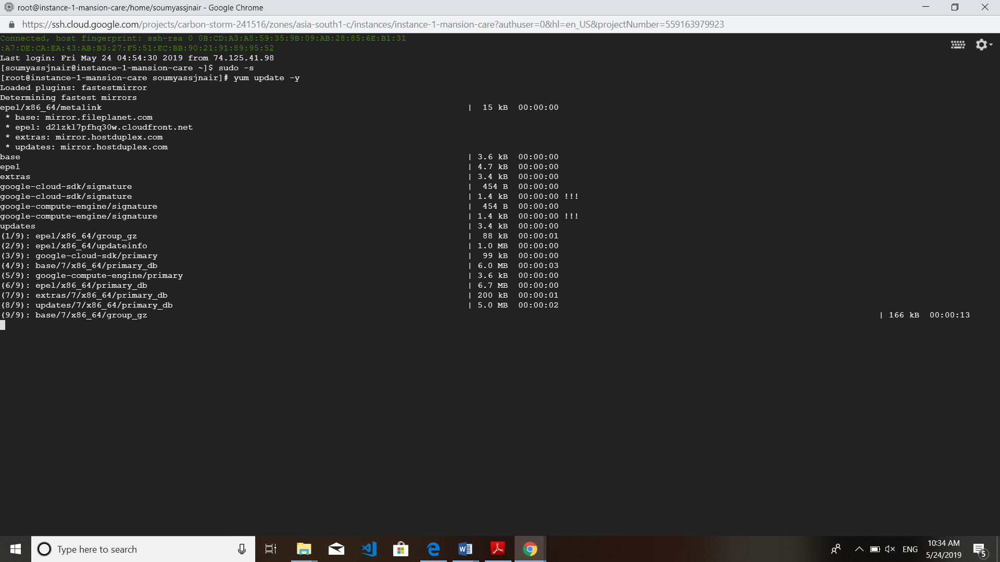 root@instance-1-mansion-care:/home/soumyassjnair - Google Chrome
https://ssh.cloud.google.com/projects/carbon-storm-241516/zones/asia-south1-c/instances/instance-1-mansion-care?authuser=0&hl=en_US&projectNumber=559163979923
Connected, host fingerprint: ssh-rsa 0 0B:CD:A3:A8:59:35:9B:09:AB:28:85:6E:B1:31
:A7:DE:CA:EA:43:AB:B3:27:F5:51:EC:BB:90:21:91:89:95:52
Last login: Fri May 24 04:54:30 2019 from 74.125.41.98
[soumyassjnair@instance-1-mansion-care ~]$ sudo -s
[root@instance-1-mansion-care soumyassjnair]# yum update -y
Loaded plugins: fastestmirror
Determining fastest mirrors
epel/x86_64/metalink | 15 kB 00:00:00
* base: mirror.fileplanet.com
* epel: d2lzkl7pfhq30w.cloudfront.net
* extras: mirror.hostduplex.com
* updates: mirror.hostduplex.com
base | 3.6 kB 00:00:00
epel | 4.7 kB 00:00:00
extras | 3.4 kB 00:00:00
google-cloud-sdk/signature | 454 B 00:00:00
google-cloud-sdk/signature | 1.4 kB 00:00:00 !!!
google-compute-engine/signature | 454 B 00:00:00
google-compute-engine/signature | 1.4 kB 00:00:00 !!!
updates | 3.4 kB 00:00:00
(1/9): epel/x86_64/group_gz | 88 kB 00:00:01
(2/9): epel/x86_64/updateinfo | 1.0 MB 00:00:00
(3/9): google-cloud-sdk/primary | 99 kB 00:00:00
(4/9): base/7/x86_64/primary_db | 6.0 MB 00:00:03
(5/9): google-compute-engine/primary | 3.6 kB 00:00:00
(6/9): epel/x86_64/primary_db | 6.7 MB 00:00:00
(7/9): extras/7/x86_64/primary_db | 200 kB 00:00:01
(8/9): updates/7/x86_64/primary_db | 5.0 MB 00:00:02
(9/9): base/7/x86_64/group_gz | 166 kB 00:00:13
Type here to search
ENG
10:34 AM
5/24/2019
5